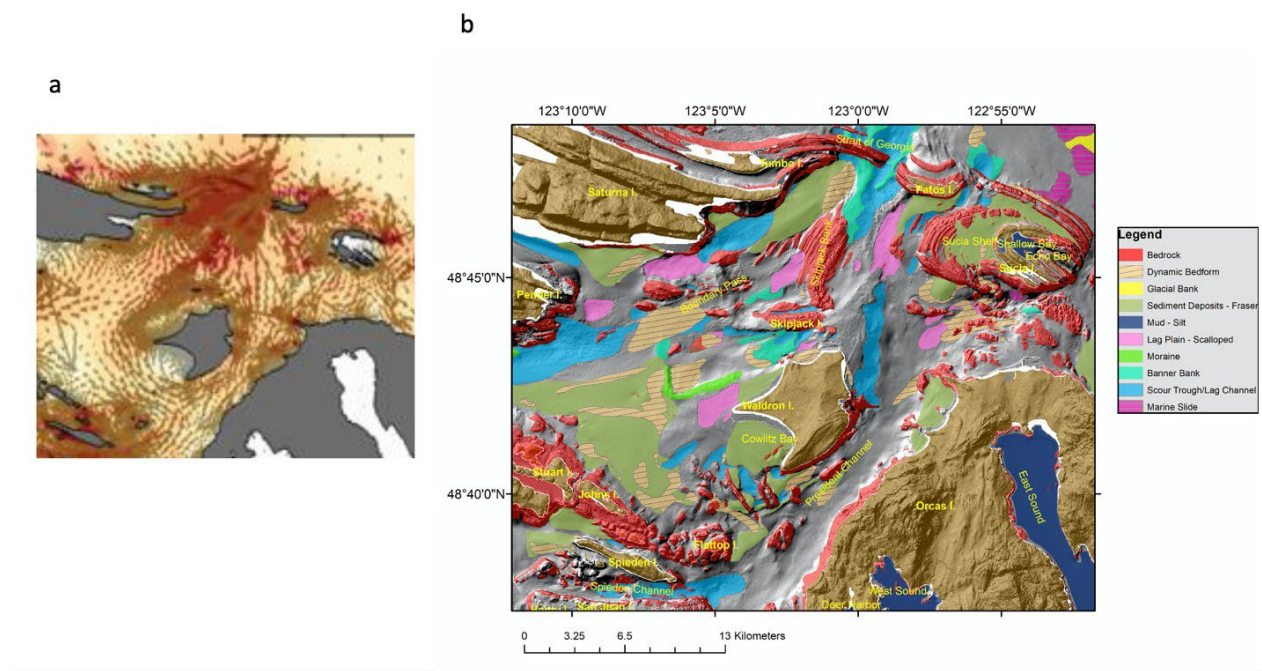 b
a
123°10'0"W
123°5'0"W
123°0'0"W
122°55'0"W
Strait of Georgia
Tumbo I.
Saturna I.
Patos I.
Sucia Shelf
Shallow Bay
Echo Bay
Sucia I.
Skipjack Bank
48°45'0"N
Boundary Pass
Pender I.
Skipjack I.
Waldron I.
Cowlitz Bay
President Channel
Stuart I.
48°40'0"N
Johns I.
Orcas I.
East Sound
Flattop I.
Spieden I.
Spieden Channel
West Sound
Deer Harbor
San Juan I.
0
3.25
6.5
13 Kilometers
Legend
Bedrock
Dynamic Bedform
Glacial Bank
Sediment Deposits - Fraser
Mud - Silt
Lag Plain - Scalloped
Moraine
Banner Bank
Scour Trough/Lag Channel
Marine Slide